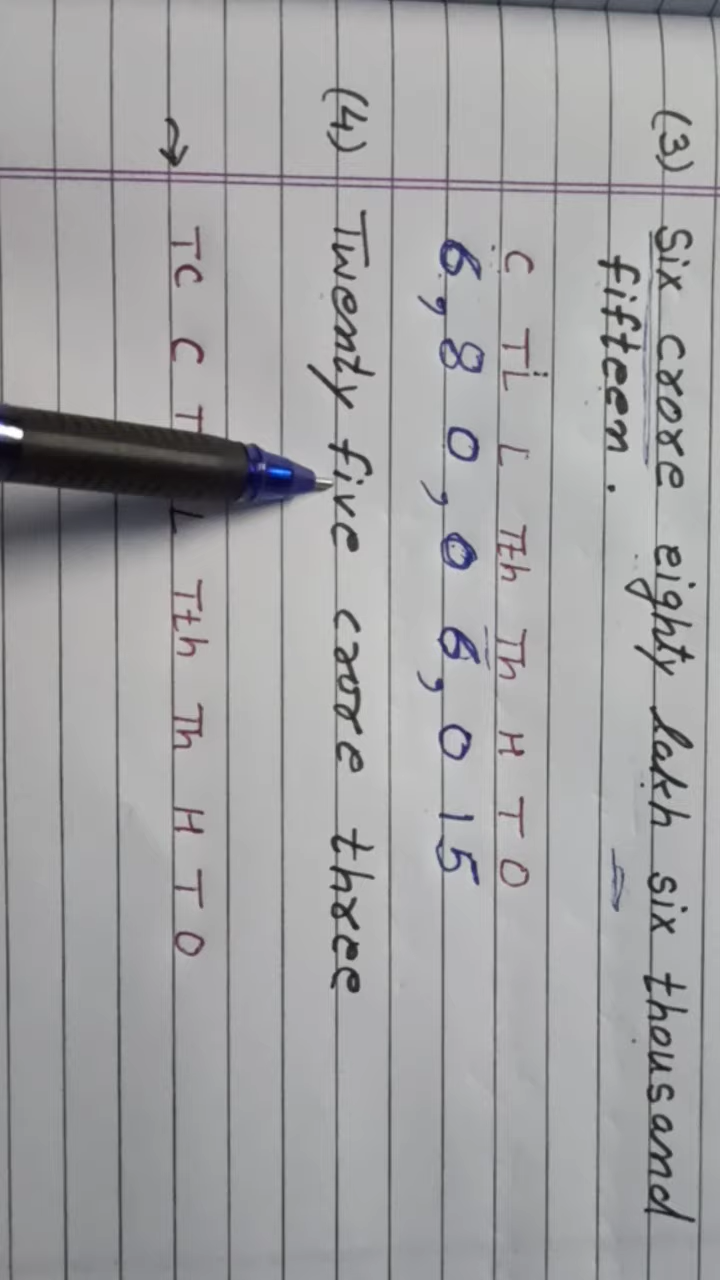 (3) Six crore eighty lakh six thousand
fifteen.
C TL L Tth Th H T O
6,80,06,015
(4) Twenty five crore three
→ TC C T L Tth Th H T O